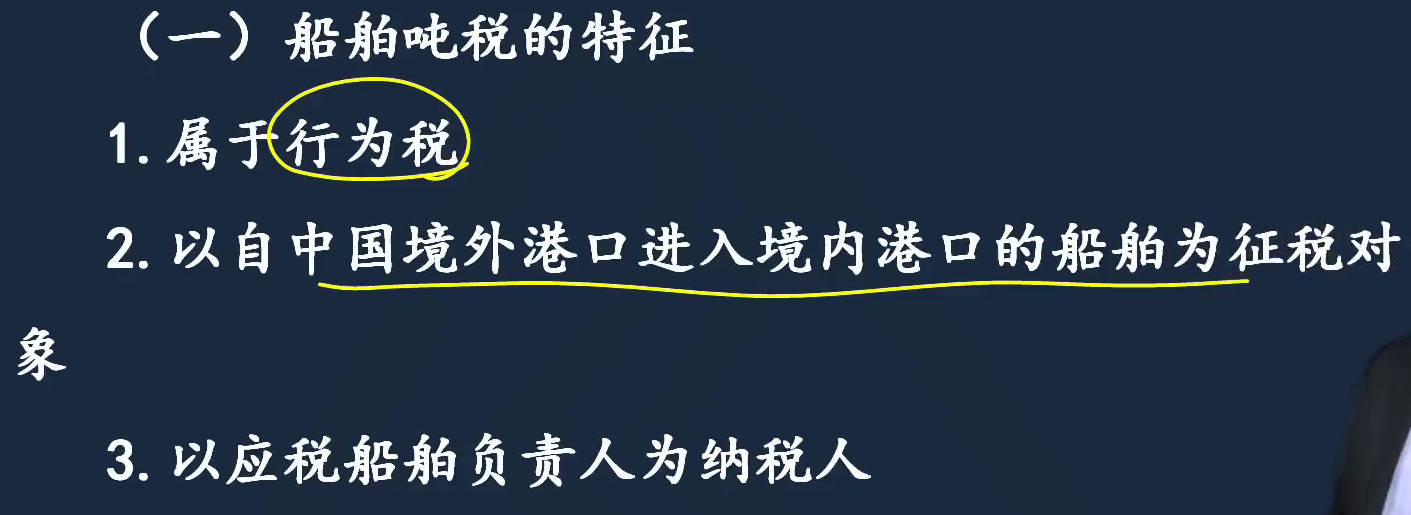 （一）船舶吨税的特征
1.属于行为税
2.以自中国境外港口进入境内港口的船舶为征税对
象
3.以应税船舶负责人为纳税人